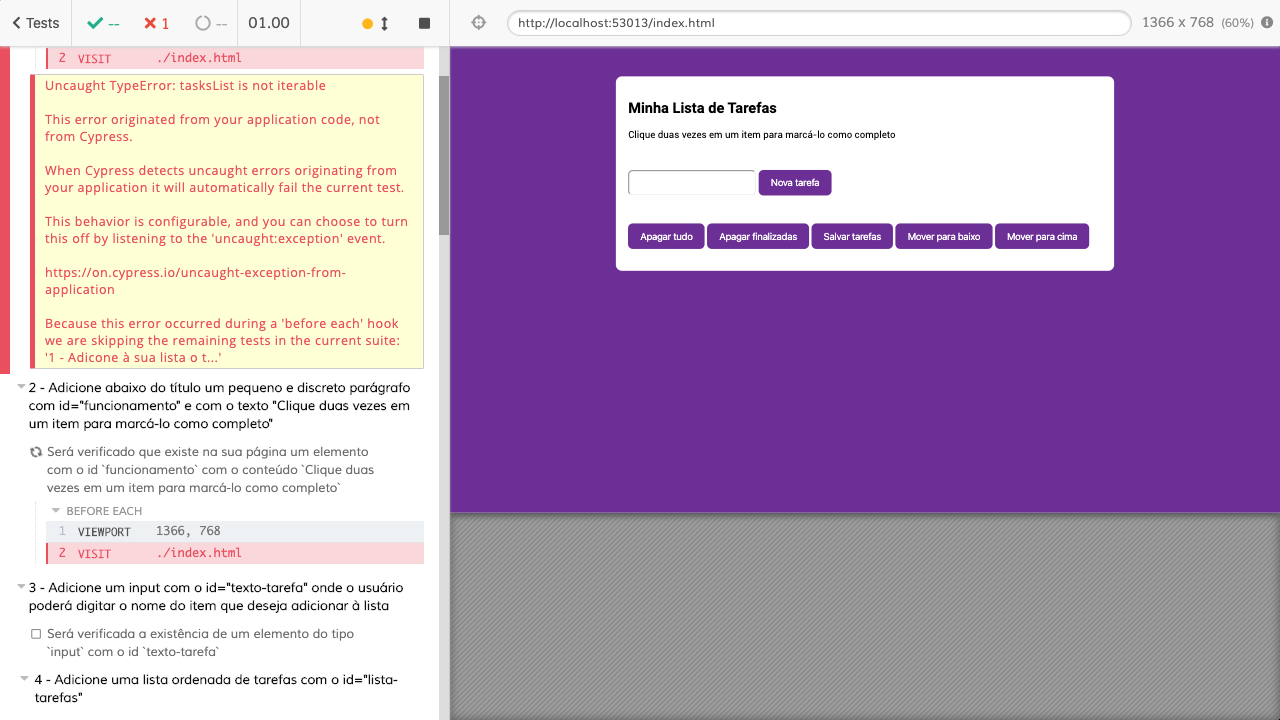 Tests
--
1
--
01.00
http://localhost:53013/index.html
1366 x 768 (60%)
2 VISIT ./index.html
Uncaught TypeError: tasksList is not iterable
This error originated from your application code, not
from Cypress.
When Cypress detects uncaught errors originating from
your application it will automatically fail the current test.
This behavior is configurable, and you can choose to turn
this off by listening to the 'uncaught:exception' event.
https://on.cypress.io/uncaught-exception-from-
application
Because this error occurred during a 'before each' hook
we are skipping the remaining tests in the current suite:
'1 - Adicone à sua lista o t...'
2 - Adicione abaixo do título um pequeno e discreto parágrafo
com id="funcionamento" e com o texto "Clique duas vezes em
um item para marcá-lo como completo"
Será verificado que existe na sua página um elemento
com o id `funcionamento` com o conteúdo `Clique duas
vezes em um item para marcá-lo como completo`
BEFORE EACH
1 VIEWPORT 1366, 768
2 VISIT ./index.html
3 - Adicione um input com o id="texto-tarefa" onde o usuário
poderá digitar o nome do item que deseja adicionar à lista
Será verificada a existência de um elemento do tipo
`input` com o id `texto-tarefa`
4 - Adicione uma lista ordenada de tarefas com o id="lista-
tarefas"
Minha Lista de Tarefas
Clique duas vezes em um item para marcá-lo como completo
Nova tarefa
Apagar tudo Apagar finalizadas Salvar tarefas Mover para baixo Mover para cima